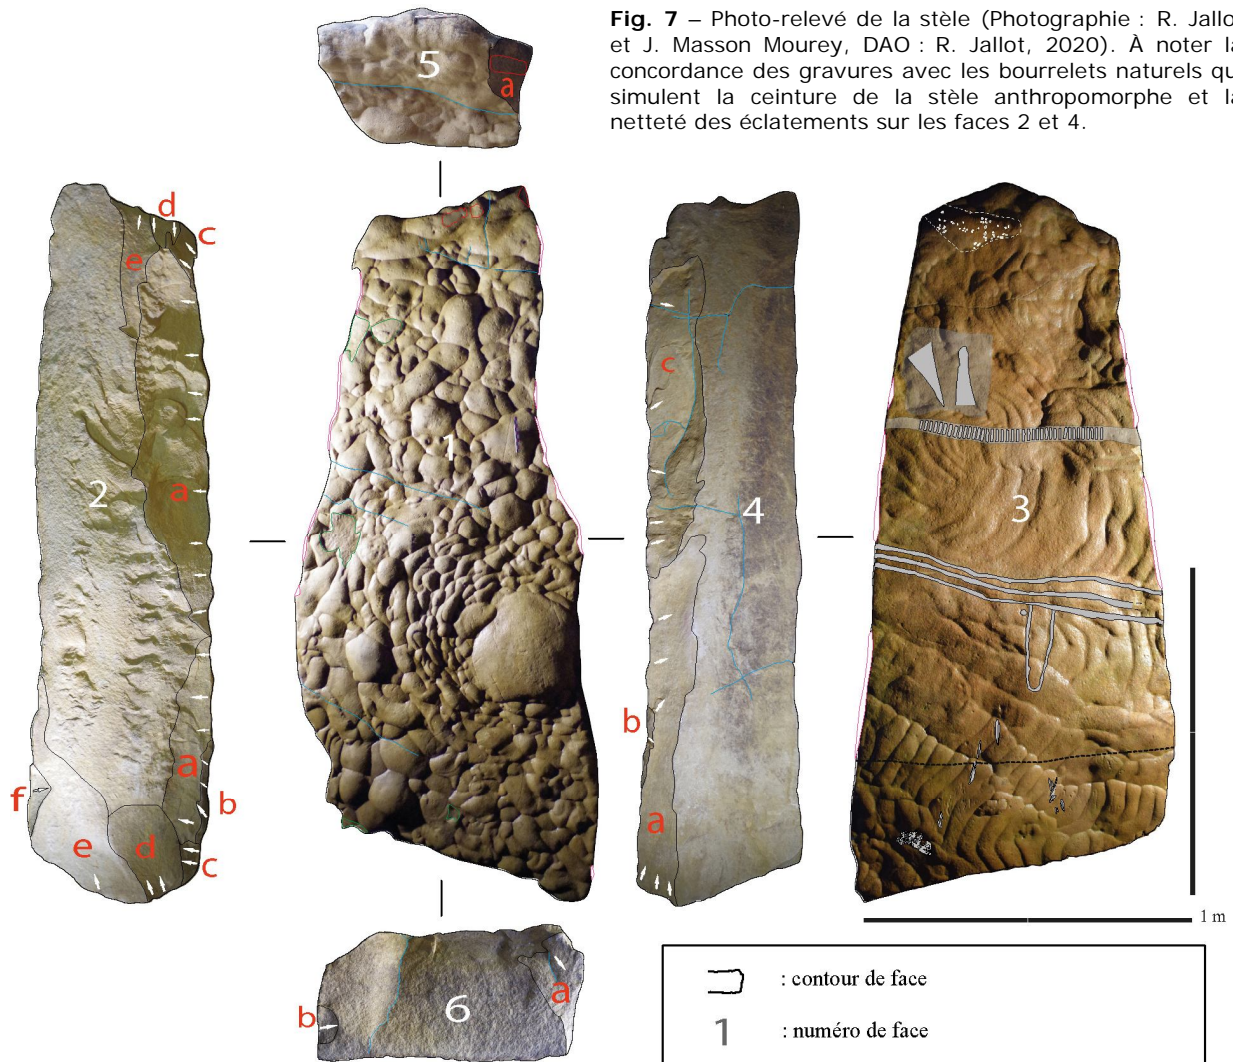 Fig. 7 – Photo-relevé de la stèle (Photographie : R. Jallo
et J. Masson Mourey, DAO : R. Jallot, 2020). À noter la
concordance des gravures avec les bourrelets naturels qu
simulent la ceinture de la stèle anthropomorphe et la
netteté des éclatements sur les faces 2 et 4.
5
a
d
c
e
2
a
a
b
f
e
d
c
1
c
4
b
a
3
1 m
6
a
b
: contour de face
1 : numéro de face